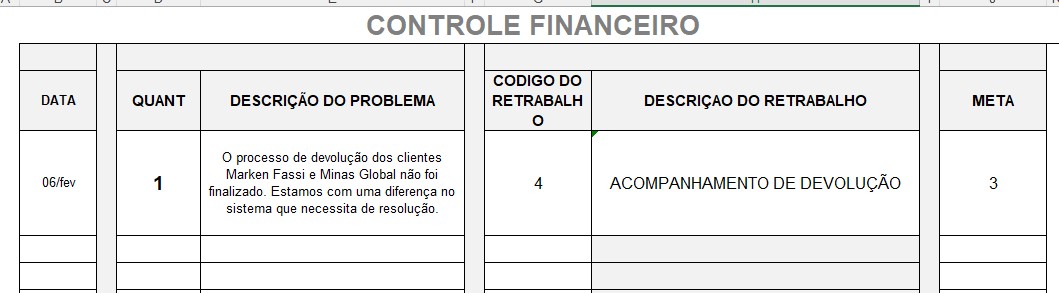 CONTROLE FINANCEIRO
DATA
QUANT
DESCRIÇÃO DO PROBLEMA
CODIGO DO
RETRABALH
O
DESCRIÇAO DO RETRABALHO
META
06/fev
1
O processo de devolução dos clientes
Marken Fassi e Minas Global não foi
finalizado. Estamos com uma diferença no
sistema que necessita de resolução.
4
ACOMPANHAMENTO DE DEVOLUÇÃO
3